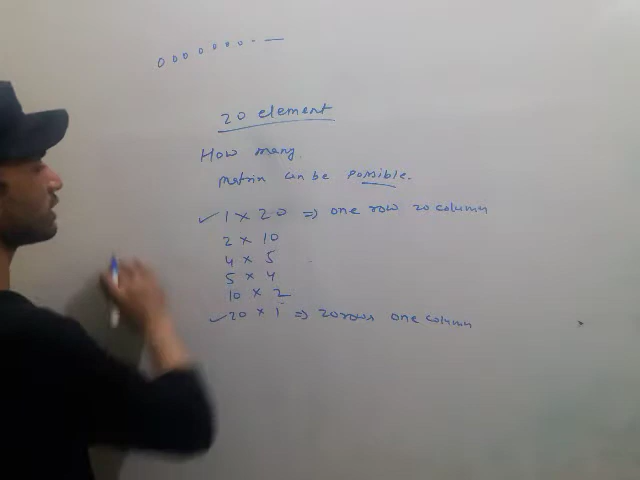 0 0 0 0 0 0 0 . —
20 element
How many
matrix can be possible.
✓ 1 × 20 ⇒ one row 20 column
2 × 10
4 × 5
5 × 4
10 × 2
✓ 20 × 1 ⇒ 20 rows one column